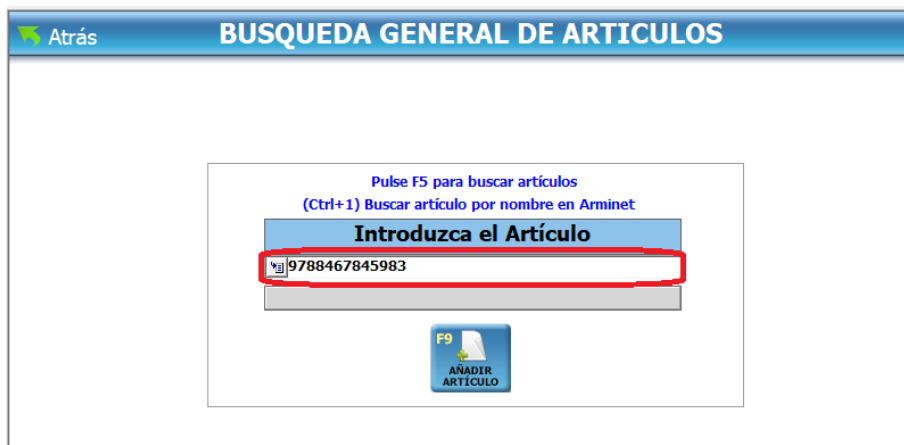 Atrás
BUSQUEDA GENERAL DE ARTICULOS
Pulse F5 para buscar artículos
(Ctrl+1) Buscar artículo por nombre en Arminet
Introduzca el Artículo
9788467845983
F9
AÑADIR
ARTÍCULO